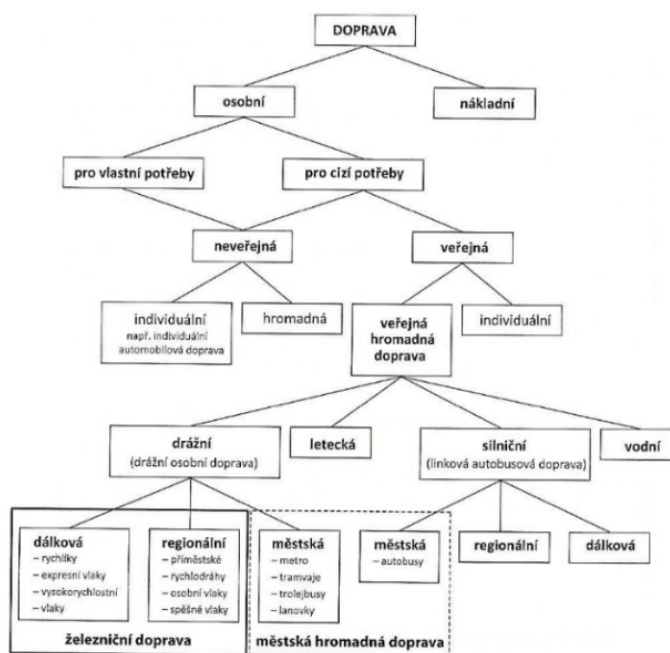 DOPRAVA
osobní
nákladní
pro vlastní potřeby
pro cizí potřeby
neveřejná
veřejná
individuální
např. individuální
automobilová doprava
hromadná
veřejná
hromadná
doprava
individuální
drážní
(drážní osobní doprava)
letecká
silniční
(linková autobusová doprava)
vodní
dálková
– rychlíky
– expresní vlaky
– vysokorychlostní
– vlaky
regionální
– příměstské
– rychlodráhy
– osobní vlaky
– spěšné vlaky
městská
– metro
– tramvaje
– trolejbusy
– lanovky
městská
– autobusy
regionální
dálková
železniční doprava
městská hromadná doprava